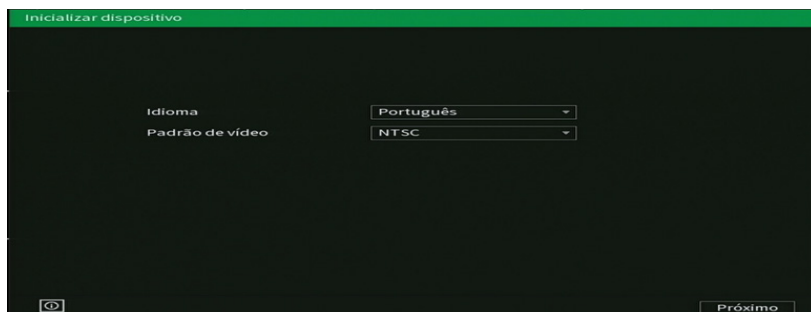 Inicializar dispositivo
Idioma Português
Padrão de vídeo NTSC
Próximo